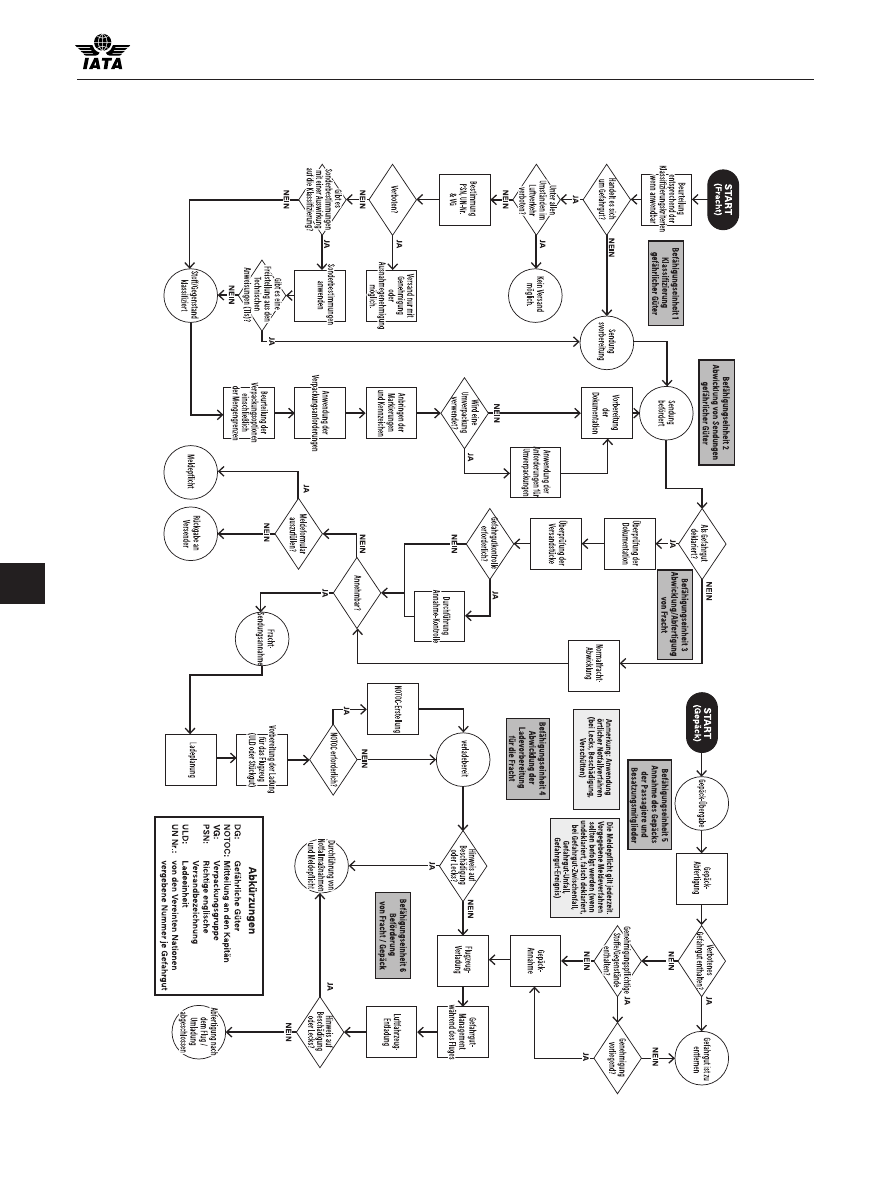 IATA
START
(Fracht)
Beurteilung
entsprechend der
Klassifizierungskriterien
wenn anwendbar
Befähigungseinheit 1
Klassifizierung
gefährlicher Güter
Handelt es sich
um Gefahrgut?
NEIN
JA
Unter allen
Umständen im
Luftverkehr
verboten?
JA
NEIN
Kein Versand
möglich.
Sendung
svorbereitung
Bestimmung
PSN, UN-Nr.
& VG
Verboten?
JA
NEIN
Versand nur mit
Genehmigung
oder
Ausnahmegenehmigung
möglich.
Gibt es
Sonderbestimmungen
mit einer Auswirkung
auf die Klassifizierung?
JA
NEIN
Sonderbestimmungen
anwenden
Gibt es eine
Freistellung aus den
Technischen
Anweisungen (TIs)?
JA
NEIN
Stoff/Gegenstand
klassifiziert
Befähigungseinheit 2
Abwicklung von Sendungen
gefährlicher Güter
Sendung
befördert
Vorbereitung
der
Dokumentation
NEIN
Wird eine
Umverpackung
verwendet?
JA
Anwendung der
Anforderungen für
Umverpackungen
Anbringen der
Markierungen
und Kennzeichen
Anwendung der
Verpackungsanforderungen
Beurteilung der
Verpackungsoptionen
einschließlich
der Mengengrenzen
Ab Gefahrgut
deklariert?
NEIN
JA
Überprüfung der
Dokumentation
Überprüfung der
Versandstücke
Gefahrgutkontrolle
erforderlich?
JA
NEIN
Durchführung
Annahme-Kontrolle
Befähigungseinheit 3
Abwicklung/Abfertigung
von Fracht
Annehmbar?
NEIN
JA
Meldeformular
auszufüllen?
JA
NEIN
Meldepflicht
Rückgabe an
Versender
Normalfracht-
Abwicklung
Fracht-
sendungsannahme
Ladeplanung
Vorbereitung der Ladung
für das Flugzeug
(ULD oder Stückgut)
NOTOC erforderlich?
JA
NEIN
NOTOC-Erstellung
verladebereit
Befähigungseinheit 4
Abwicklung der
Ladevorbereitung
für die Fracht
Anmerkung: Anwendung
örtlicher Notfallverfahren
(bei Lecks, Beschädigung,
Verschütten)
Die Meldepflicht gilt jederzeit.
Vorgegebene Meldeverfahren
sollten befolgt werden (wenn
undeklariert, falsch deklariert,
bei Gefahrgut-Zwischenfall,
Gefahrgut-Unfall,
Gefahrgut-Ereignis)
START
(Gepäck)
Gepäck-Übergabe
Befähigungseinheit 5
Annahme des Gepäcks
der Passagiere und
Besatzungsmitglieder
Gepäck-
Abfertigung
Verbotenes
Gefahrgut enthalten?
JA
NEIN
Gefahrgut ist zu
entfernen
Genehmigungspflichtige
Stoffe/Gegenstände
enthalten?
JA
NEIN
Genehmigung
vorliegend?
NEIN
JA
Gepäck-
Annahme
Hinweis auf
Beschädigung
oder Lecks?
NEIN
JA
Durchführung von
Notfallmaßnahmen
und Meldepflicht/
Befähigungseinheit 6
Beförderung
von Fracht / Gepäck
Flugzeug-
Verladung
Gefahrgut-
Management
während des Fluges
Luftfahrzeug-
Entladung
Hinweis auf
Beschädigung
oder Lecks?
JA
NEIN
Abfertigung nach
dem Flug /
Umladung
abgeschlossen
Abkürzungen
DG: Gefährliche Güter
NOTOC: Mitteilung an den Kapitän
VG: Verpackungsgruppe
PSN: Richtige englische
Versandbezeichnung
ULD: Ladeeinheit
UN Nr.: von den Vereinten Nationen
vergebene Nummer je Gefahrgut